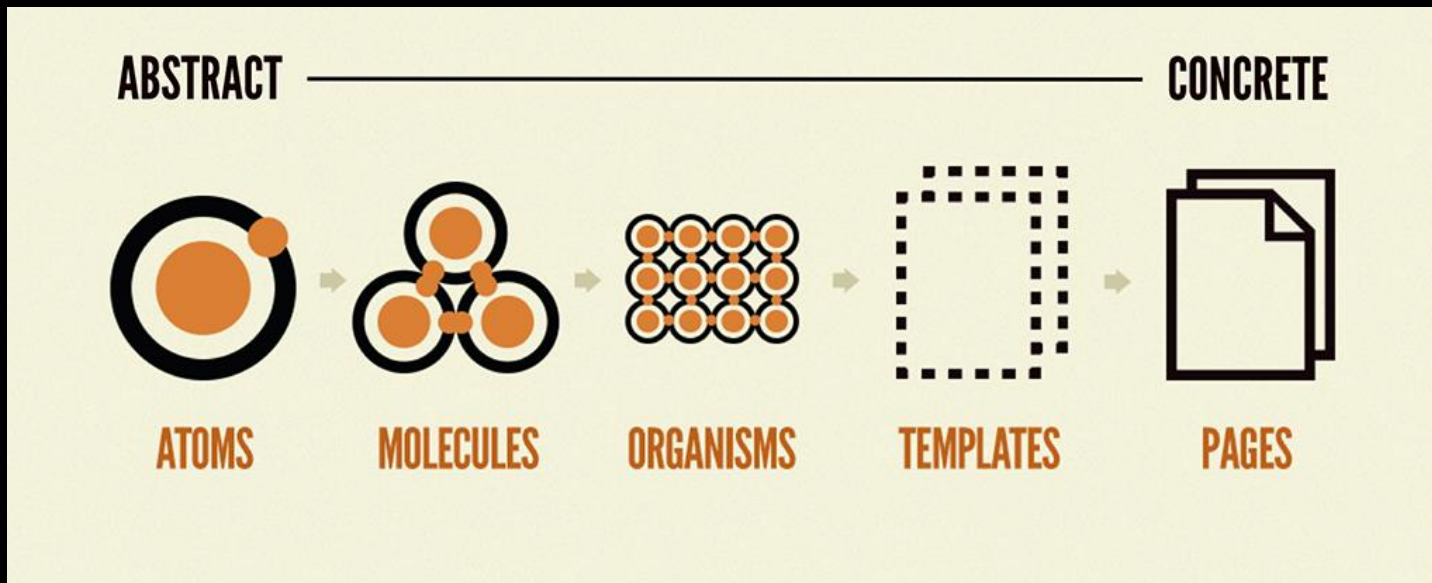 ABSTRACT
CONCRETE
ATOMS
MOLECULES
ORGANISMS
TEMPLATES
PAGES